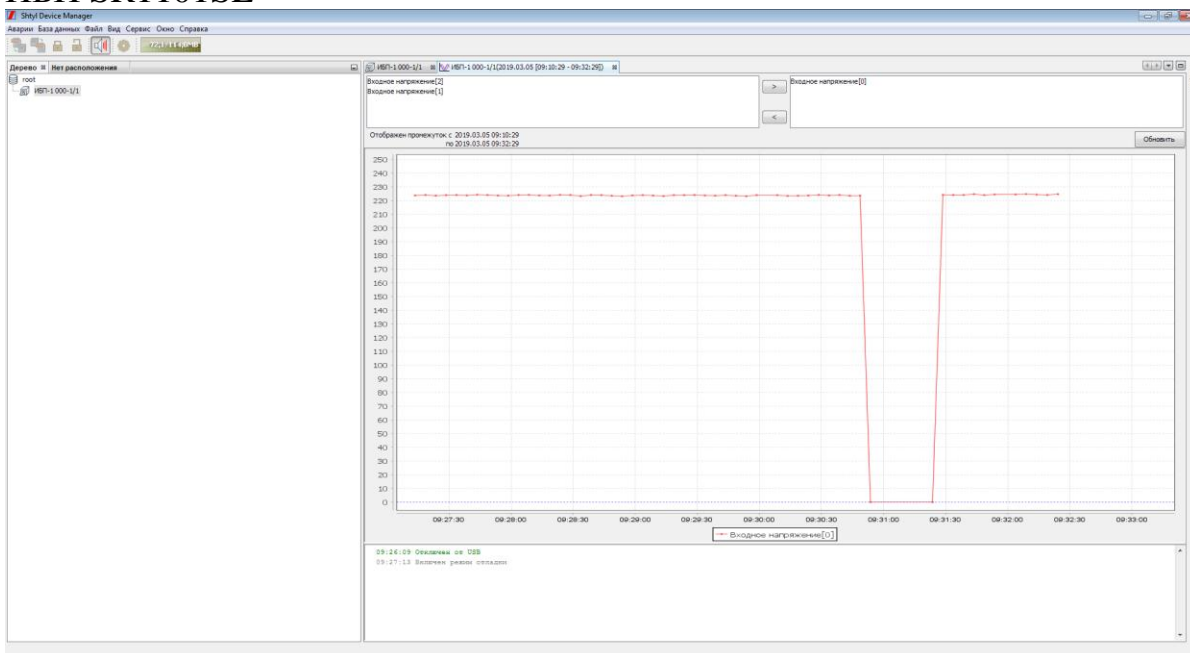 ИБП SKT101SL
Shtyl Device Manager
Аварии База данных Файл Вид Сервис Окно Справка
Дерево Нет расположения
root
ИБП-1 000-1/1
ИБП-1 000-1/1 ИБП-1 000-1/1(2019.03.05 [09:10:29 - 09:32:29])
Входное напряжение[2]
Входное напряжение[1]
>
<
Входное напряжение[0]
Отображен промежуток с 2019.03.05 09:10:29
по 2019.03.05 09:32:29
Обновить
250
240
230
220
210
200
190
180
170
160
150
140
130
120
110
100
90
80
70
60
50
40
30
20
10
0
09:27:30 09:28:00 09:28:30 09:29:00 09:29:30 09:30:00 09:30:30 09:31:00 09:31:30 09:32:00 09:32:30 09:33:00
Входное напряжение[0]
09:26:09 Отключен от USB
09:27:13 Включен режим отладки